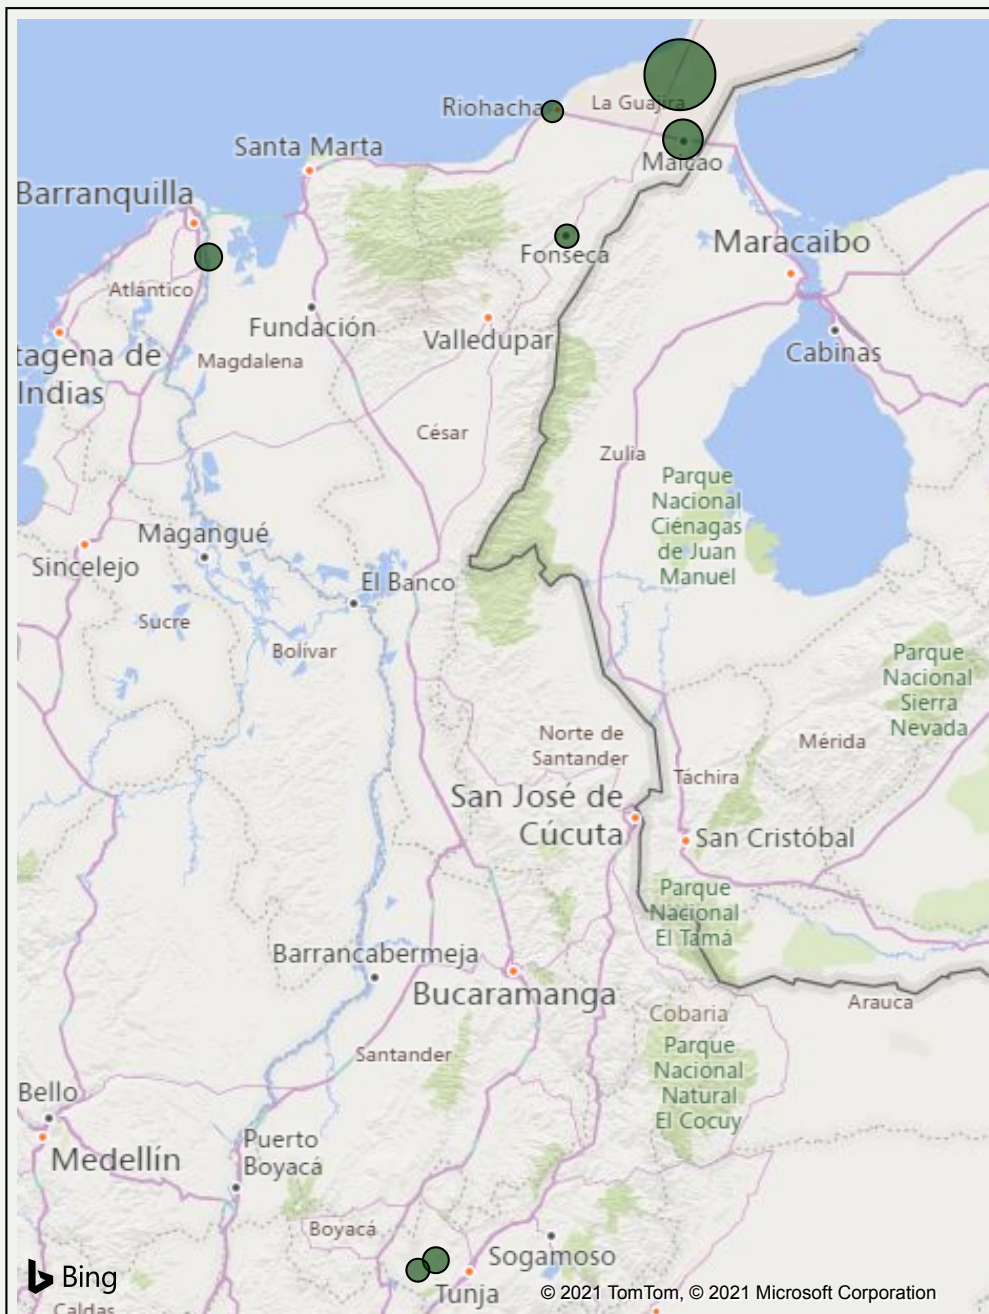 Riohacha
La Guajira
Santa Marta
Maicao
Barranquilla
Fonseca
Maracaibo
Atlántico
Fundación
Valledupar
Cabinas
tagena de
Indias
Magdalena
César
Zulia
Parque
Nacional
Ciénagas
de Juan
Manuel
Magangué
Sincelejo
El Banco
Sucre
Bolívar
Parque
Nacional
Sierra
Nevada
Norte de
Santander
Mérida
Táchira
San José de
Cúcuta
San Cristóbal
Parque
Nacional
El Tamá
Barrancabermeja
Bucaramanga
Arauca
Cobaria
Santander
Parque
Nacional
Natural
El Cocuy
Bello
Medellín
Puerto
Boyacá
Boyacá
Sogamoso
Tunja
Bing
© 2021 TomTom, © 2021 Microsoft Corporation
Caldas